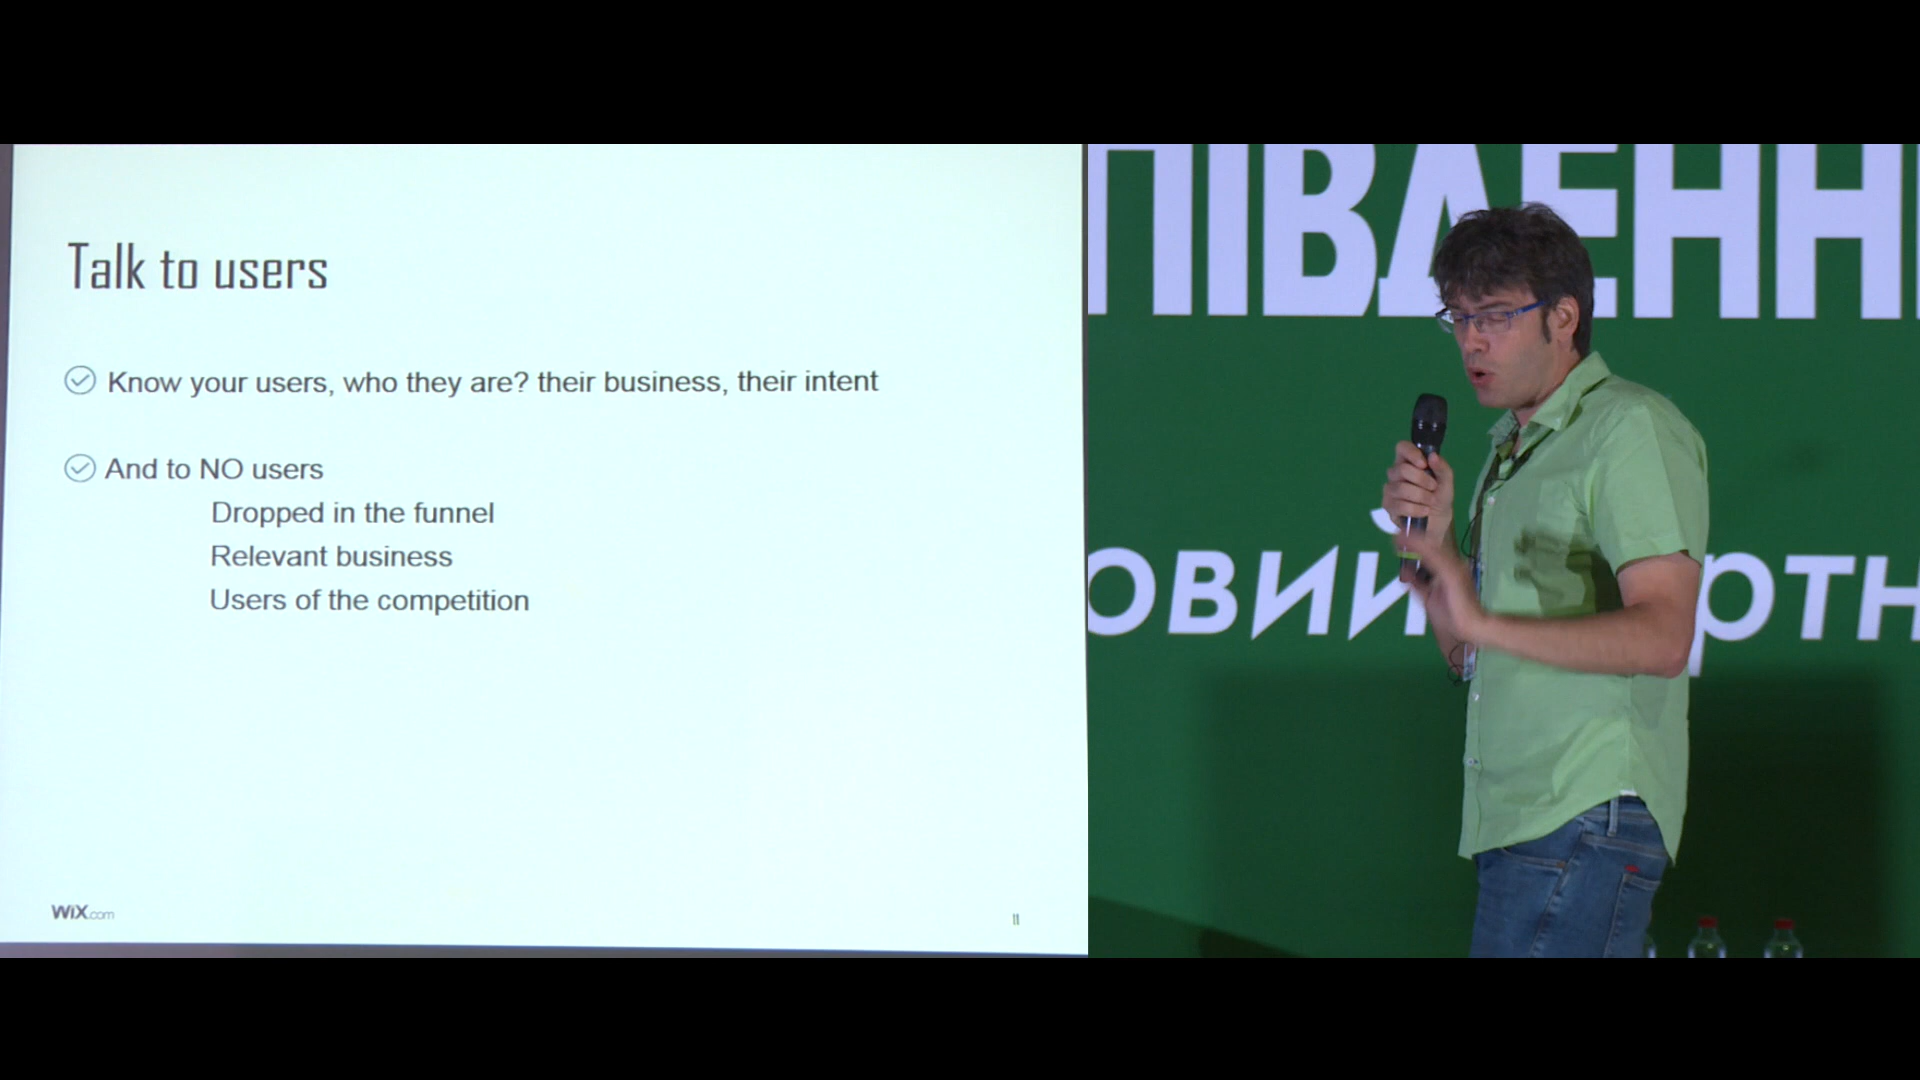 Talk to users
Know your users, who they are? their business, their intent
And to NO users
Dropped in the funnel
Relevant business
Users of the competition
WiX.com
11
ПІВДЕНН
овий
ртн